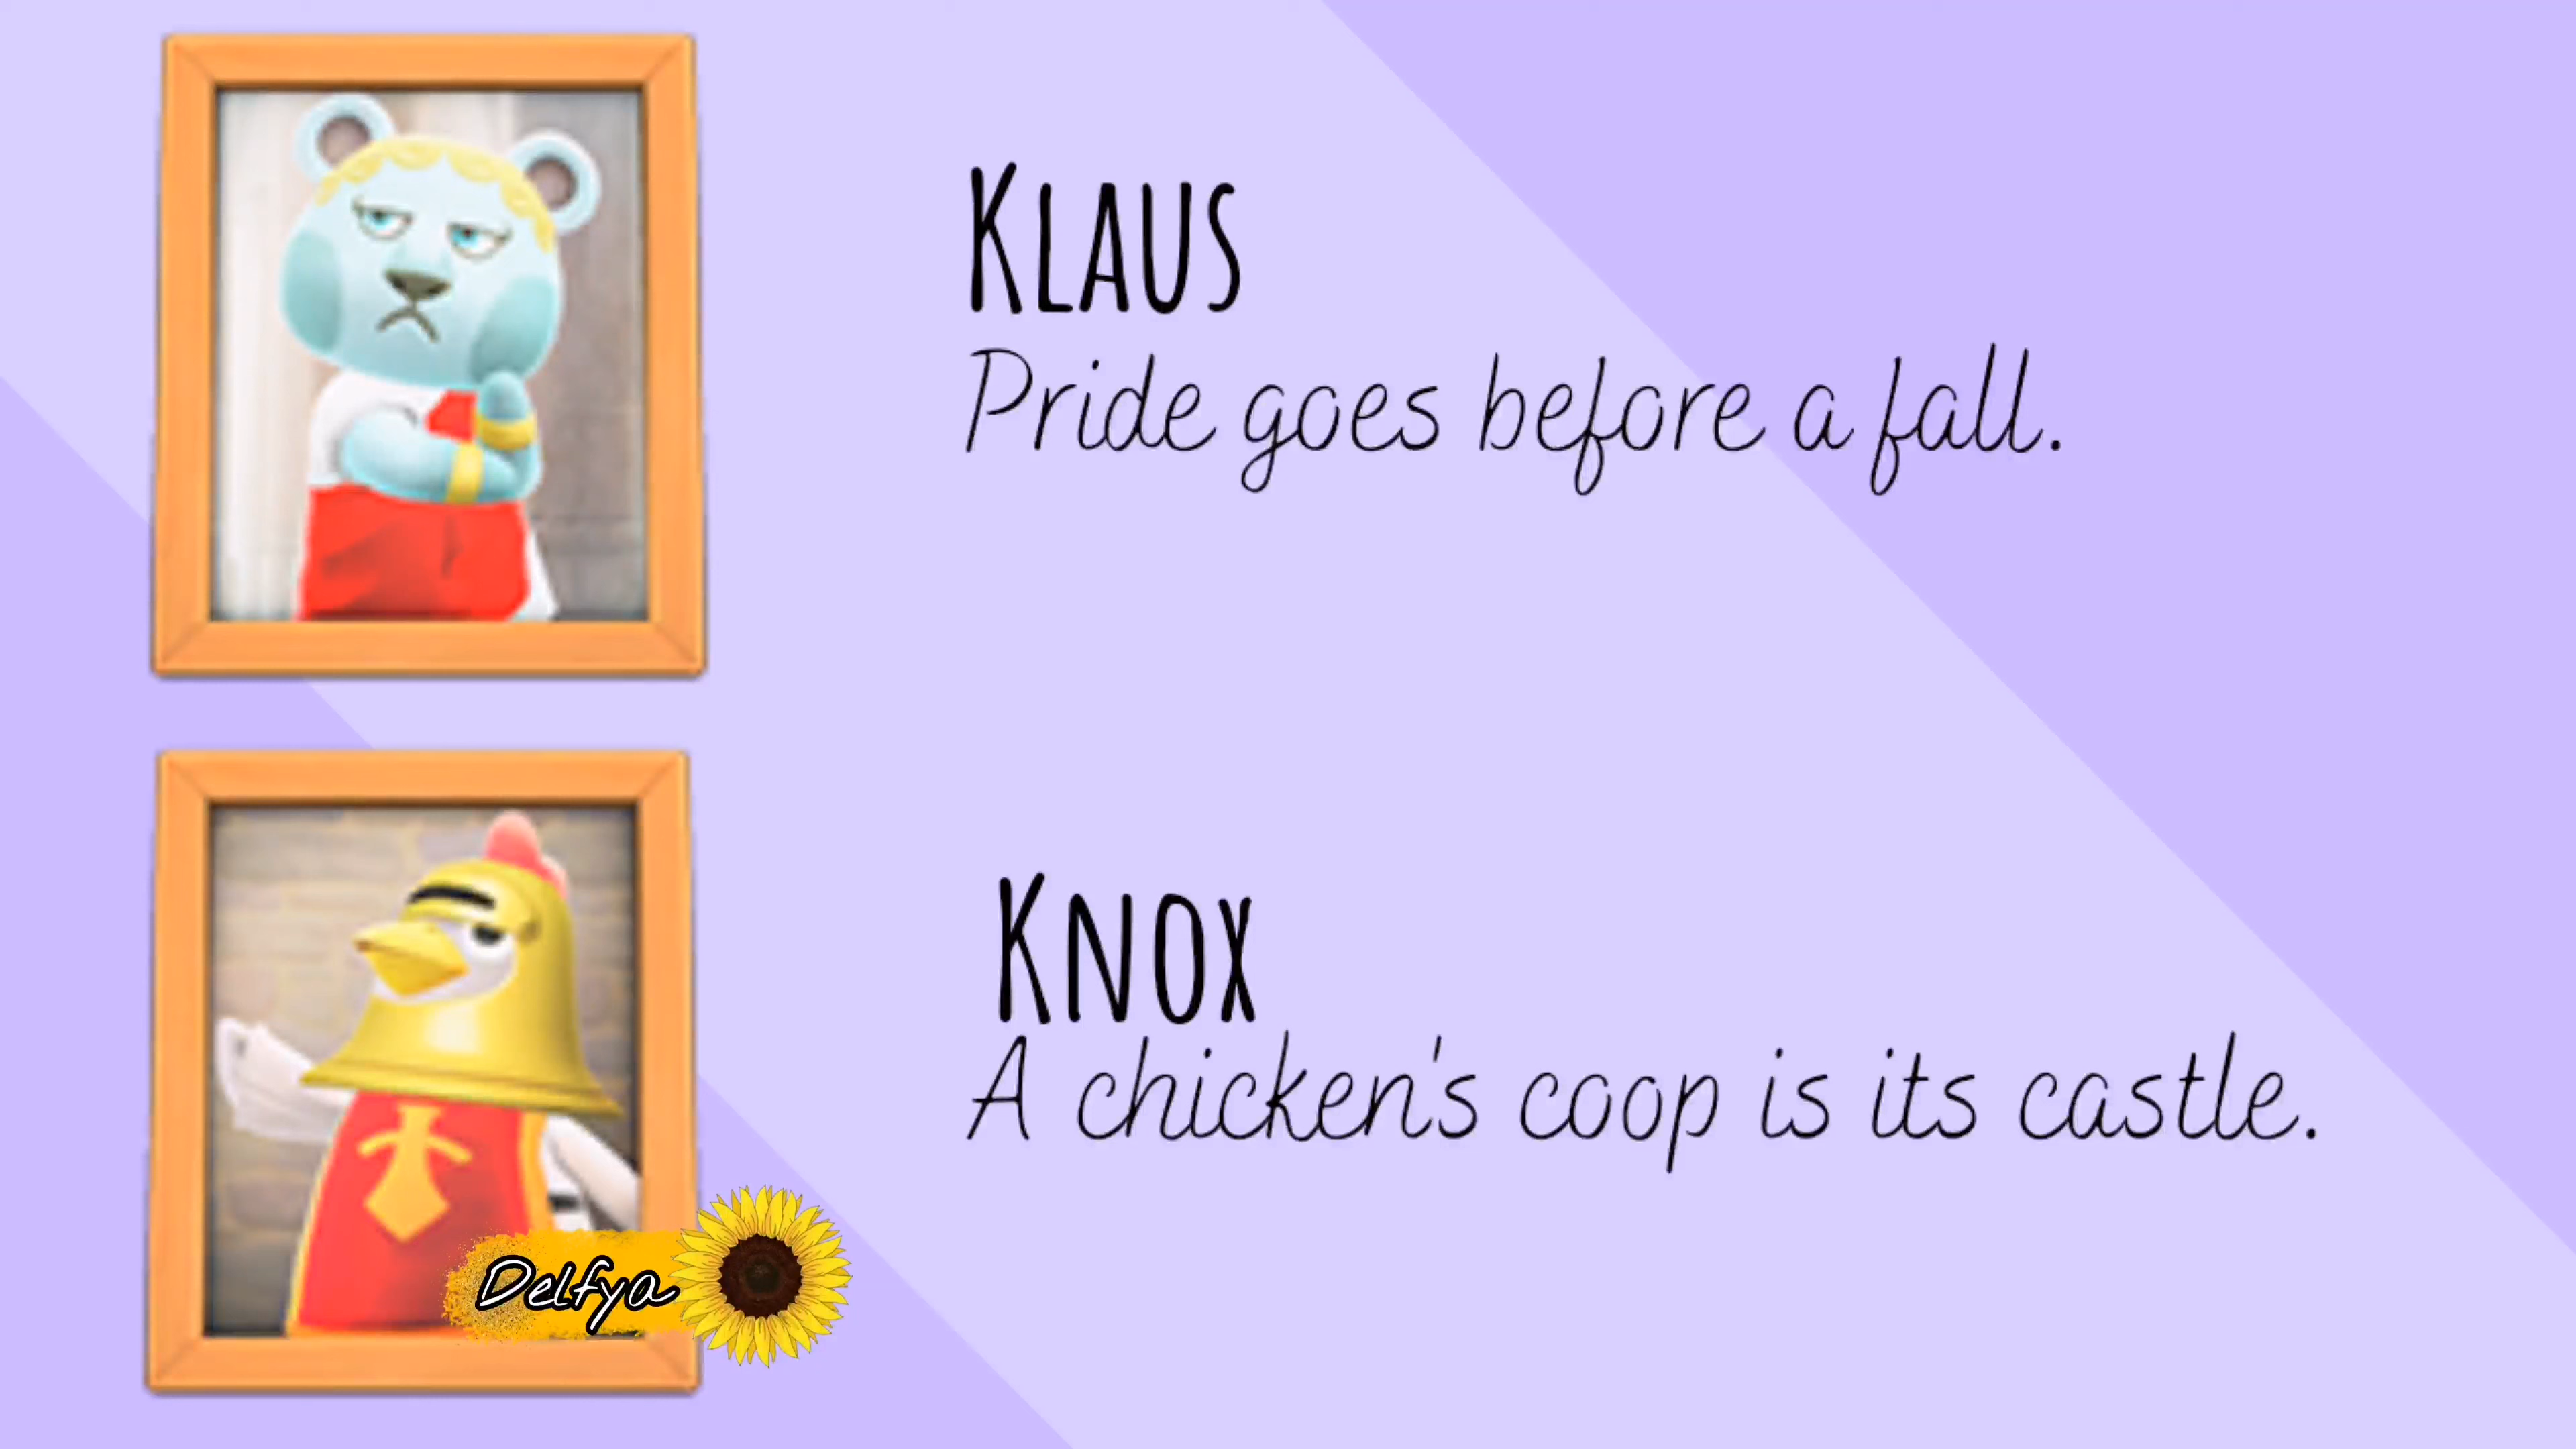 Klaus
Pride goes before a fall.
Knox
A chicken's coop is its castle.
Delfya